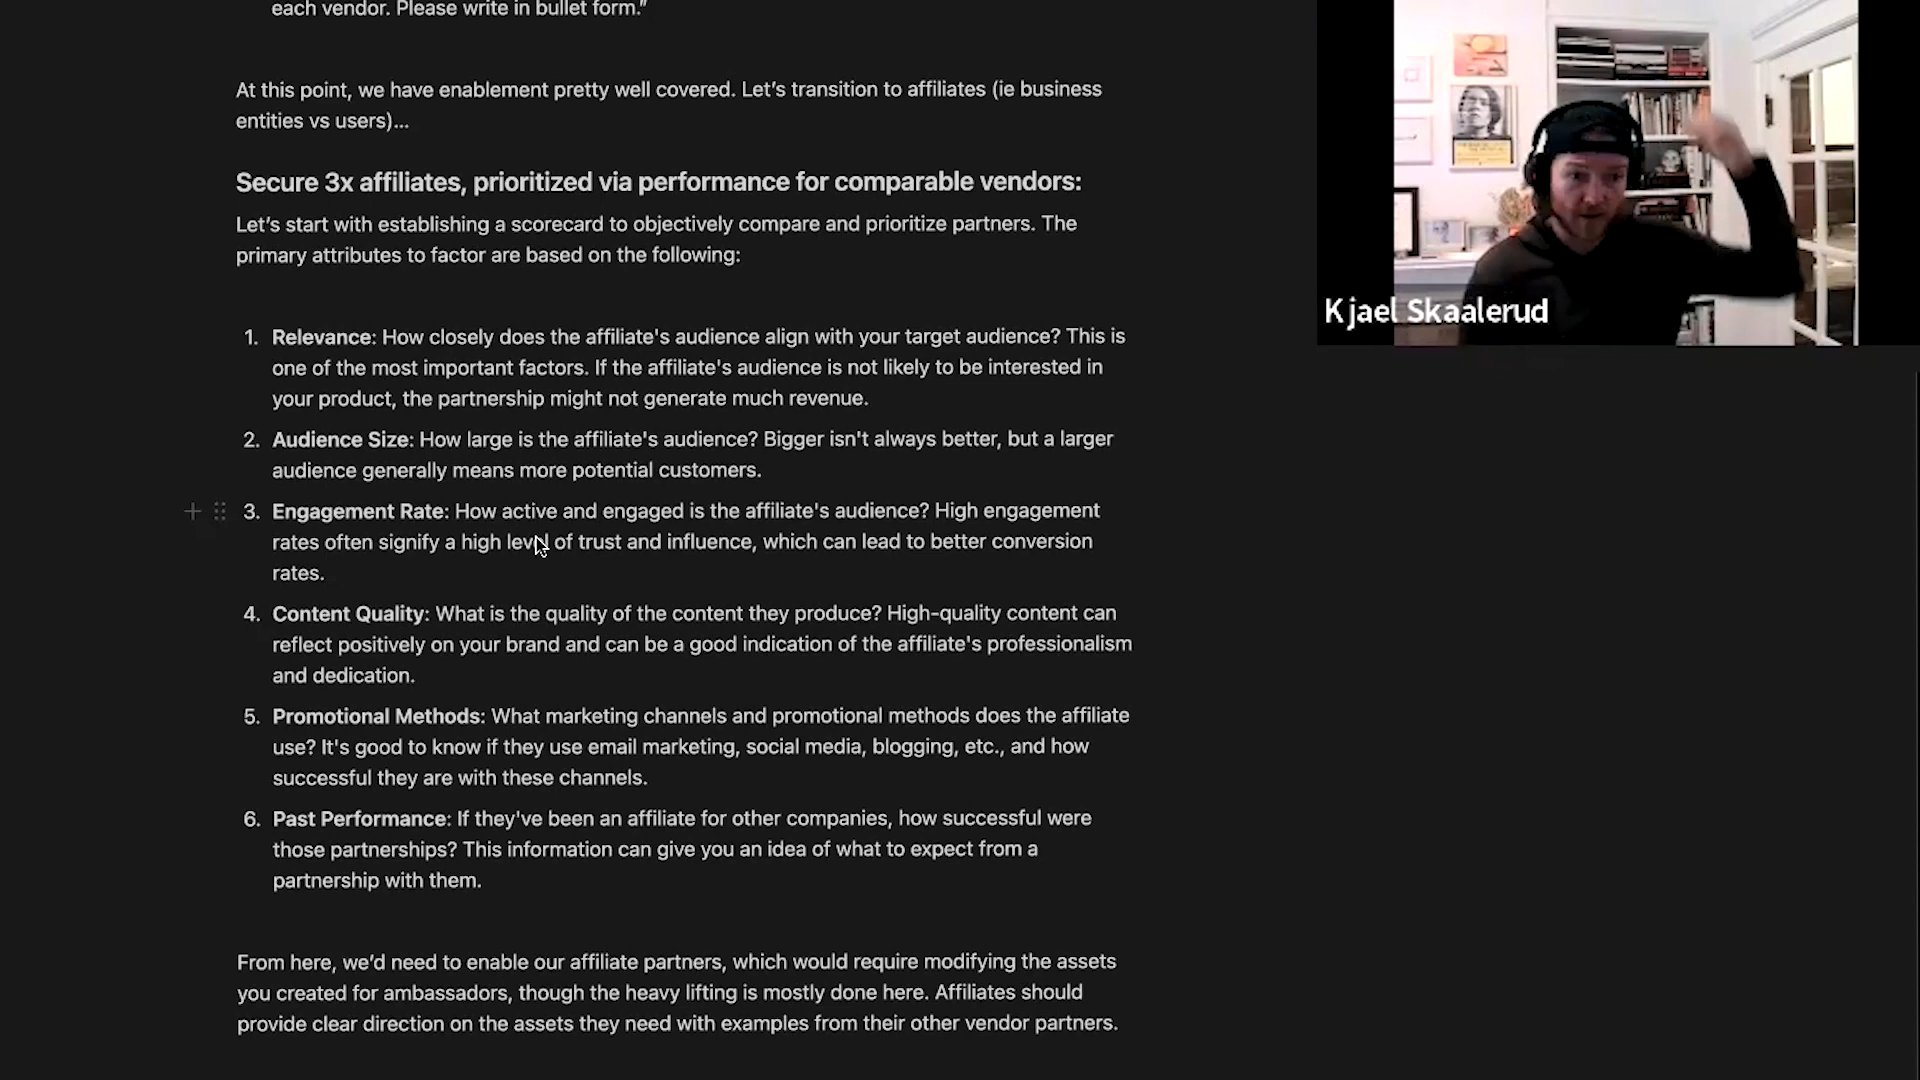 each vendor. Please write in bullet form.”
At this point, we have enablement pretty well covered. Let’s transition to affiliates (ie business
entities vs users)...
Secure 3x affiliates, prioritized via performance for comparable vendors:
Let’s start with establishing a scorecard to objectively compare and prioritize partners. The
primary attributes to factor are based on the following:
1. Relevance: How closely does the affiliate's audience align with your target audience? This is
one of the most important factors. If the affiliate's audience is not likely to be interested in
your product, the partnership might not generate much revenue.
2. Audience Size: How large is the affiliate's audience? Bigger isn't always better, but a larger
audience generally means more potential customers.
3. Engagement Rate: How active and engaged is the affiliate's audience? High engagement
rates often signify a high level of trust and influence, which can lead to better conversion
rates.
4. Content Quality: What is the quality of the content they produce? High-quality content can
reflect positively on your brand and can be a good indication of the affiliate's professionalism
and dedication.
5. Promotional Methods: What marketing channels and promotional methods does the affiliate
use? It's good to know if they use email marketing, social media, blogging, etc., and how
successful they are with these channels.
6. Past Performance: If they've been an affiliate for other companies, how successful were
those partnerships? This information can give you an idea of what to expect from a
partnership with them.
From here, we’d need to enable our affiliate partners, which would require modifying the assets
you created for ambassadors, though the heavy lifting is mostly done here. Affiliates should
provide clear direction on the assets they need with examples from their other vendor partners.
Kjael Skaalerud